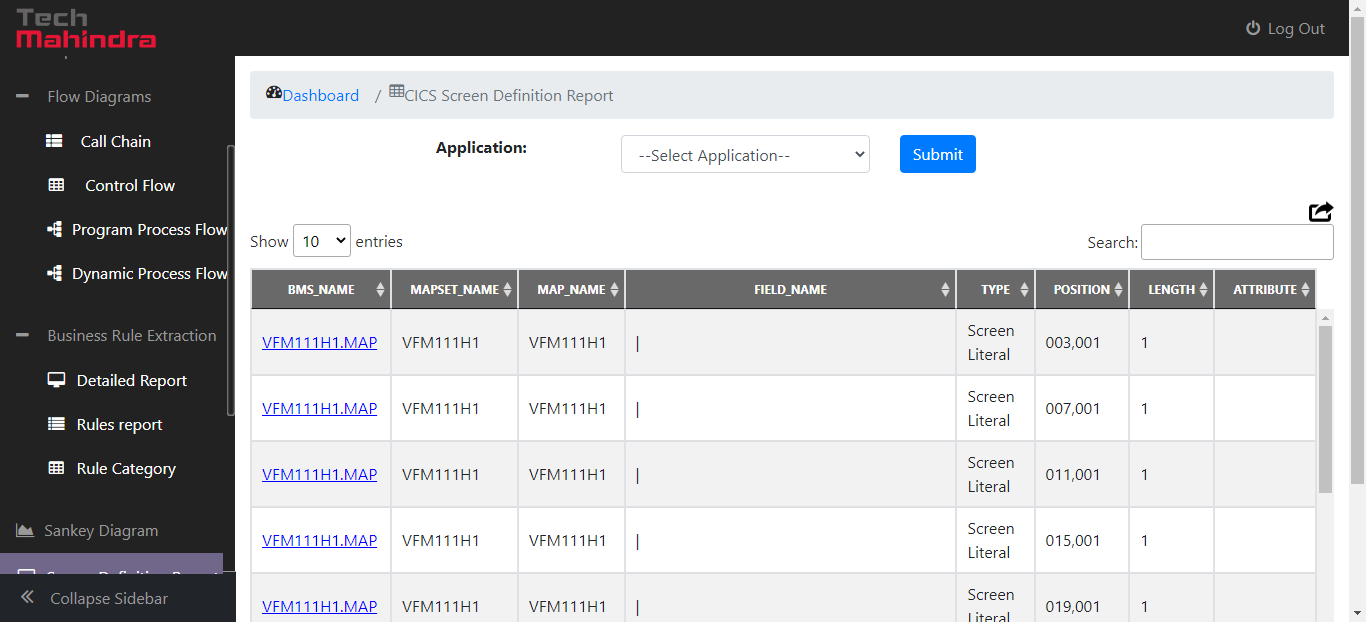 Tech
Mahindra
Log Out
Flow Diagrams
Call Chain
Control Flow
Program Process Flow
Dynamic Process Flow
Business Rule Extraction
Detailed Report
Rules report
Rule Category
Sankey Diagram
Collapse Sidebar
Dashboard / CICS Screen Definition Report
Application: --Select Application-- Submit
Show 10 entries Search:
BMS_NAME MAPSET_NAME MAP_NAME FIELD_NAME TYPE POSITION LENGTH ATTRIBUTE
VFM111H1.MAP VFM111H1 VFM111H1 | Screen Literal 003,001 1
VFM111H1.MAP VFM111H1 VFM111H1 | Screen Literal 007,001 1
VFM111H1.MAP VFM111H1 VFM111H1 | Screen Literal 011,001 1
VFM111H1.MAP VFM111H1 VFM111H1 | Screen Literal 015,001 1
VFM111H1.MAP VFM111H1 VFM111H1 | Screen Literal 019,001 1